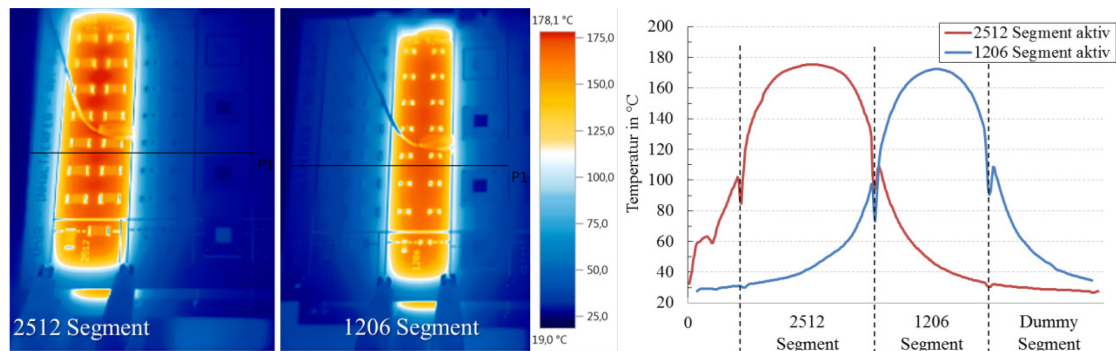 2512
P1
2512 Segment
1206
P1
1206 Segment
178,1 °C
175,0
150,0
125,0
100,0
75,0
50,0
25,0
19,0 °C
Temperatur in °C
200
180
160
140
120
100
80
60
40
20
2512 Segment aktiv
1206 Segment aktiv
0
2512
Segment
1206
Segment
Dummy
Segment